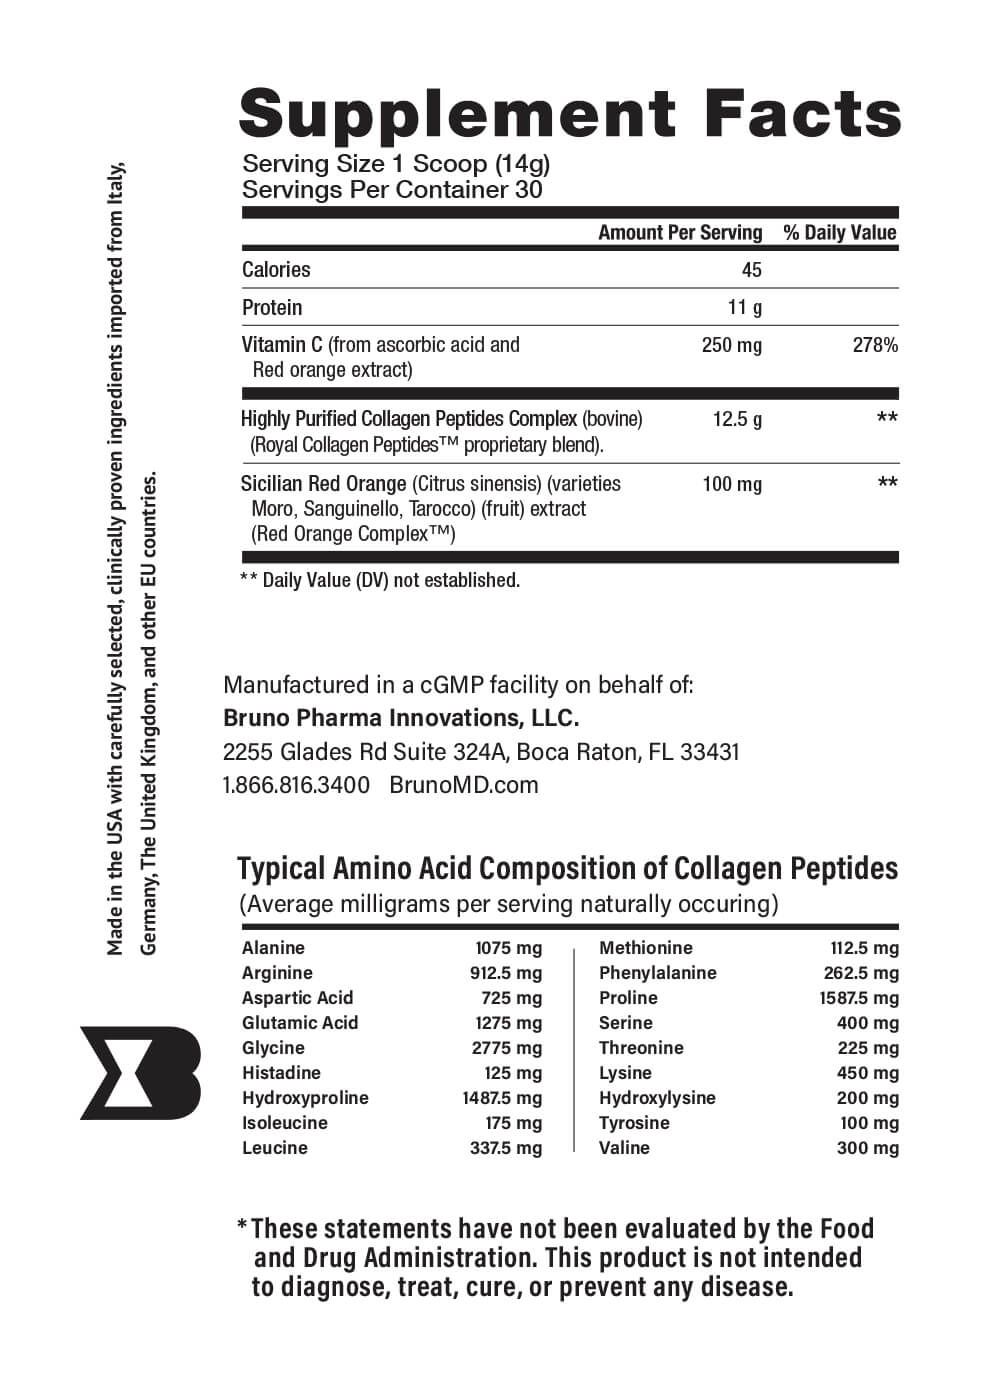 Supplement Facts
Serving Size 1 Scoop (14g)
Servings Per Container 30
Amount Per Serving % Daily Value
Calories 45
Protein 11 g
Vitamin C (from ascorbic acid and 250 mg 278%
Red orange extract)
Highly Purified Collagen Peptides Complex (bovine) 12.5 g **
(Royal Collagen Peptides™ proprietary blend).
Sicilian Red Orange (Citrus sinensis) (varieties 100 mg **
Moro, Sanguinello, Tarocco) (fruit) extract
(Red Orange Complex™)
** Daily Value (DV) not established.
Made in the USA with carefully selected, clinically proven ingredients imported from Italy,
Germany, The United Kingdom, and other EU countries.
Manufactured in a cGMP facility on behalf of:
Bruno Pharma Innovations, LLC.
2255 Glades Rd Suite 324A, Boca Raton, FL 33431
1.866.816.3400 BrunoMD.com
Typical Amino Acid Composition of Collagen Peptides
(Average milligrams per serving naturally occuring)
Alanine 1075 mg Methionine 112.5 mg
Arginine 912.5 mg Phenylalanine 262.5 mg
Aspartic Acid 725 mg Proline 1587.5 mg
Glutamic Acid 1275 mg Serine 400 mg
Glycine 2775 mg Threonine 225 mg
Histadine 125 mg Lysine 450 mg
Hydroxyproline 1487.5 mg Hydroxylysine 200 mg
Isoleucine 175 mg Tyrosine 100 mg
Leucine 337.5 mg Valine 300 mg
* These statements have not been evaluated by the Food
and Drug Administration. This product is not intended
to diagnose, treat, cure, or prevent any disease.